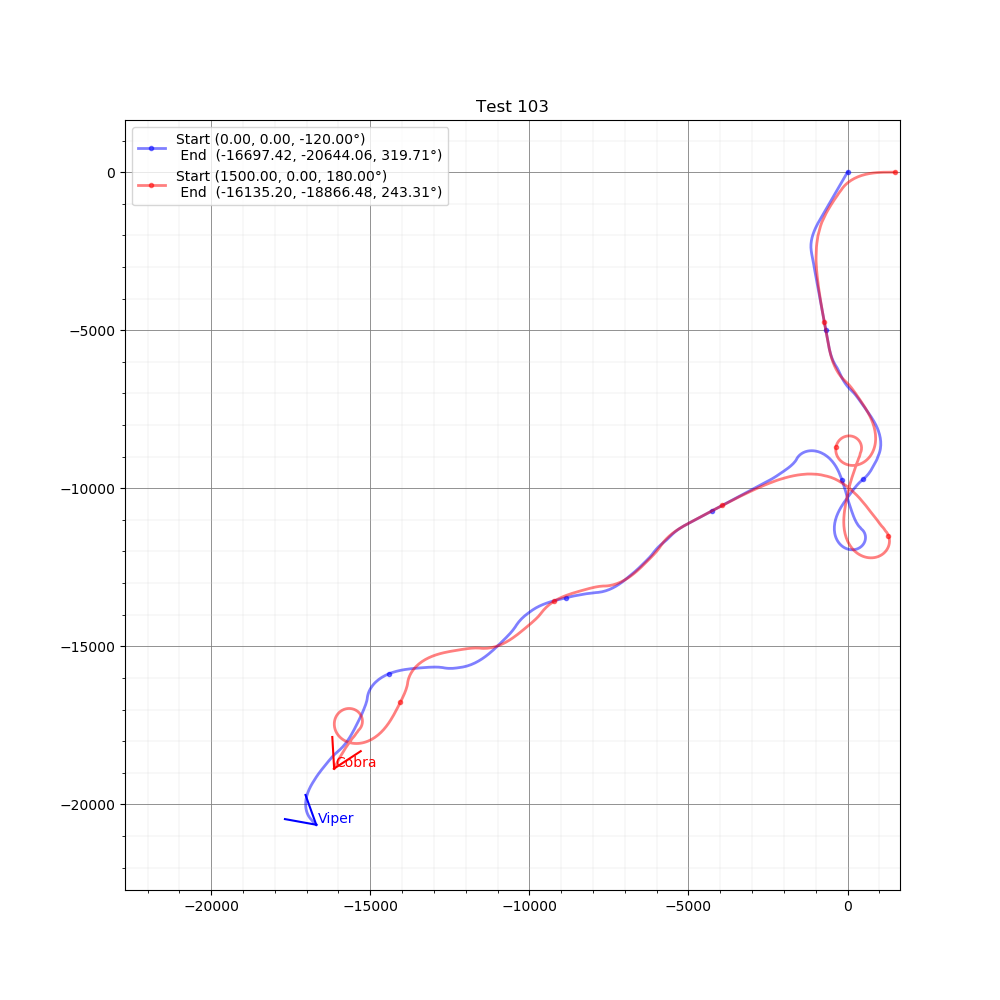 Test 103
Start (0.00, 0.00, -120.00°)
End  (-16697.42, -20644.06, 319.71°)
Start (1500.00, 0.00, 180.00°)
End  (-16135.20, -18866.48, 243.31°)
0
−5000
−10000
−15000
−20000
Cobra
Viper
−20000 −15000 −10000 −5000 0